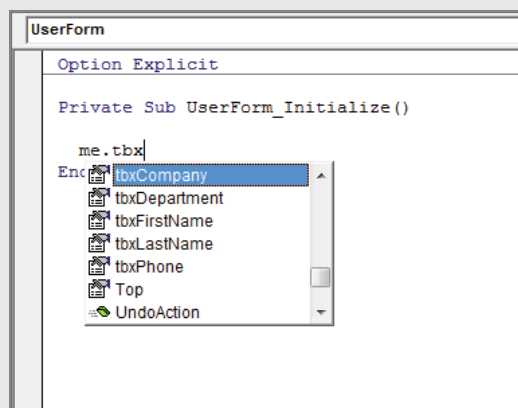 UserForm
Option Explicit
Private Sub UserForm_Initialize()
me.tbx
End
tbxCompany
tbxDepartment
tbxFirstName
tbxLastName
tbxPhone
Top
UndoAction